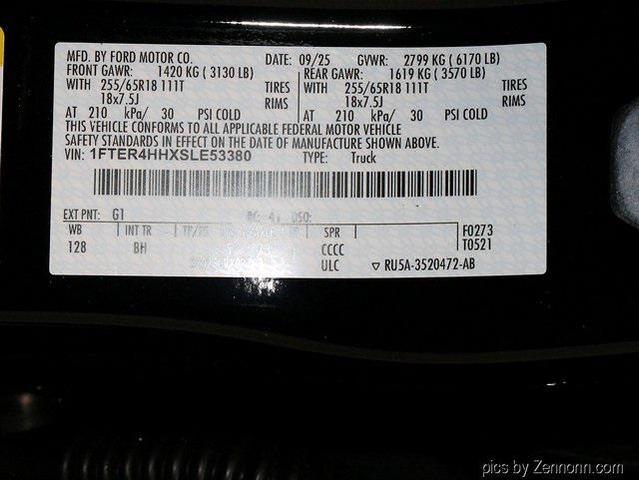 MFD. BY FORD MOTOR CO. DATE: 09/25 GVWR: 2799 KG ( 6170 LB)
FRONT GAWR: 1420 KG ( 3130 LB) REAR GAWR: 1619 KG ( 3570 LB)
WITH 255/65R18 111T TIRES WITH 255/65R18 111T TIRES
18x7.5J RIMS 18x7.5J RIMS
AT 210 kPa/ 30 PSI COLD AT 210 kPa/ 30 PSI COLD
THIS VEHICLE CONFORMS TO ALL APPLICABLE FEDERAL MOTOR VEHICLE
SAFETY STANDARDS IN EFFECT ON THE DATE OF MANUFACTURE SHOWN ABOVE.
VIN: 1FTER4HHXSLE53380 TYPE: Truck
EXT PNT: G1 RC: 41 DSO:
WB INT TR TP/PS SPR F0273
128 BH CCCC T0521
ULC ▽ RU5A-3520472-AB
pics by Zennonn.com